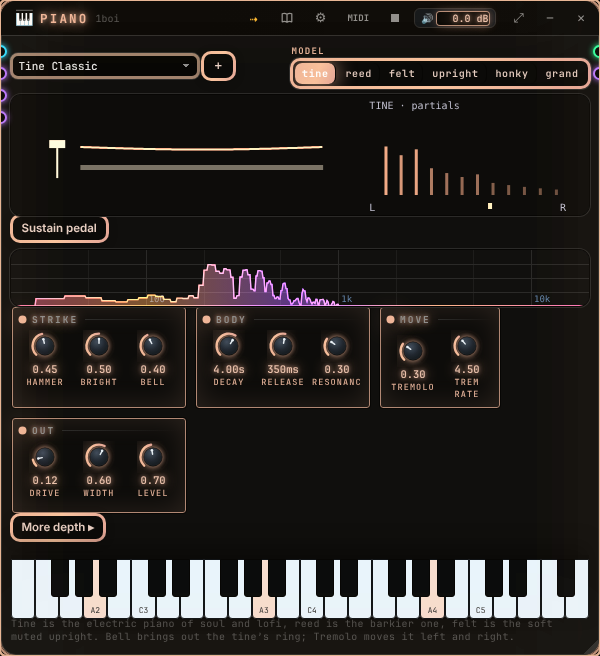 PIANO 1boi MIDI 0.0 dB
MODEL
Tine Classic + tine reed felt upright honky grand
TINE · partials
L R
Sustain pedal
100 1k 10k
STRIKE BODY MOVE
0.45 0.50 0.40 4.00s 350ms 0.30 0.30 4.50
HAMMER BRIGHT BELL DECAY RELEASE RESONANC TREMOLO TREM
RATE
OUT
0.12 0.60 0.70
DRIVE WIDTH LEVEL
More depth ▸
A2 C3 A3 C4 A4 C5
Tine is the electric piano of soul and lofi, reed is the barkier one, felt is the soft
muted upright. Bell brings out the tine's ring; Tremolo moves it left and right.